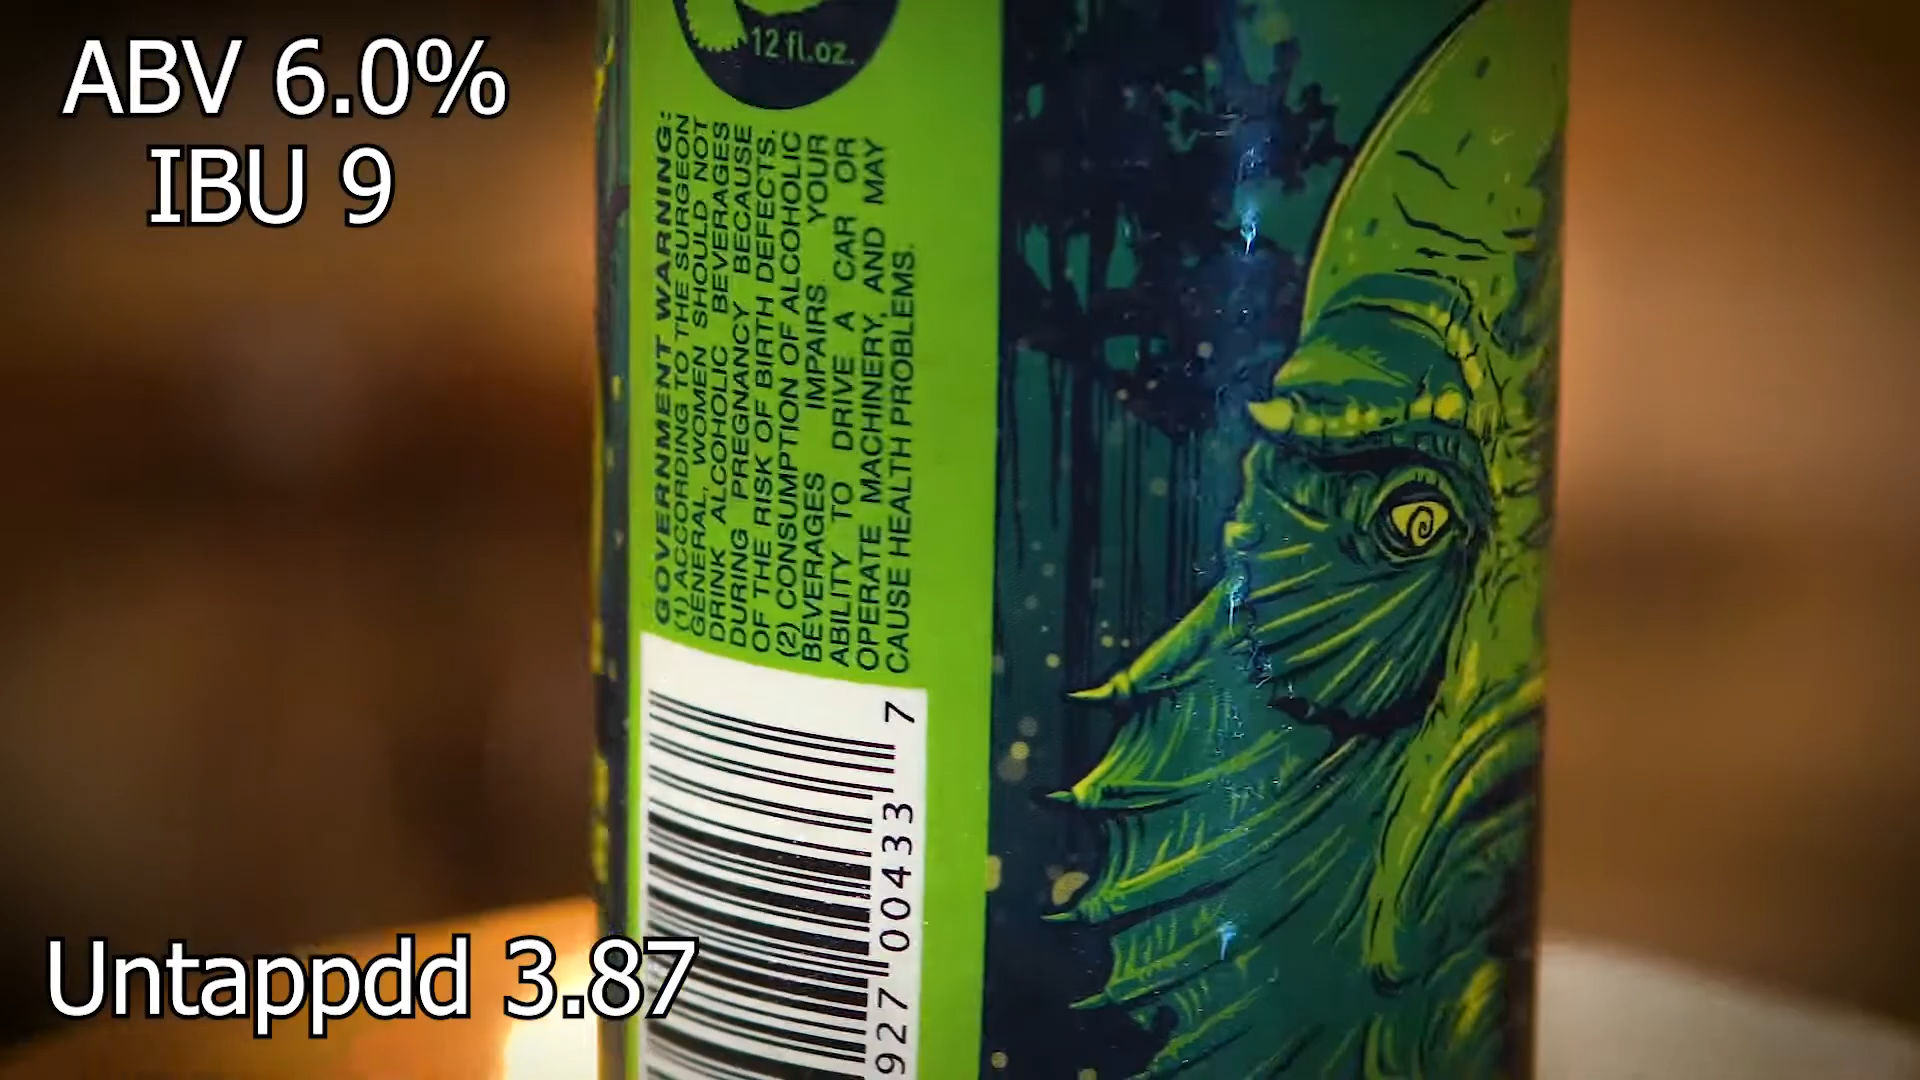 ABV 6.0%
IBU 9
12 fl.oz.
GOVERNMENT WARNING:
(1) ACCORDING TO THE SURGEON
GENERAL, WOMEN SHOULD NOT
DRINK ALCOHOLIC BEVERAGES
DURING PREGNANCY BECAUSE
OF THE RISK OF BIRTH DEFECTS.
(2) CONSUMPTION OF ALCOHOLIC
BEVERAGES IMPAIRS YOUR
ABILITY TO DRIVE A CAR OR
OPERATE MACHINERY, AND MAY
CAUSE HEALTH PROBLEMS.
927 00433 7
Untappdd 3.87